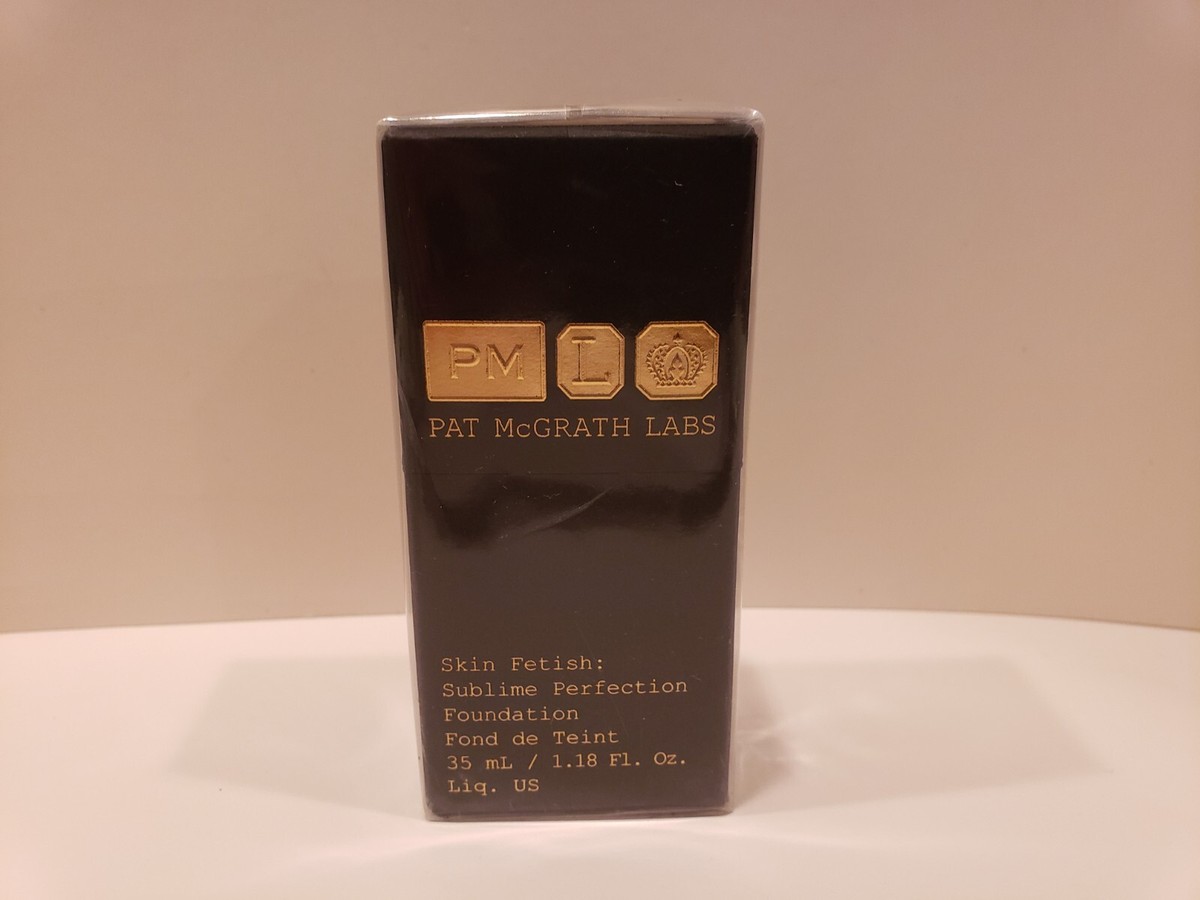 PM L
PAT McGRATH LABS
Skin Fetish:
Sublime Perfection
Foundation
Fond de Teint
35 mL / 1.18 Fl. Oz.
Liq. US